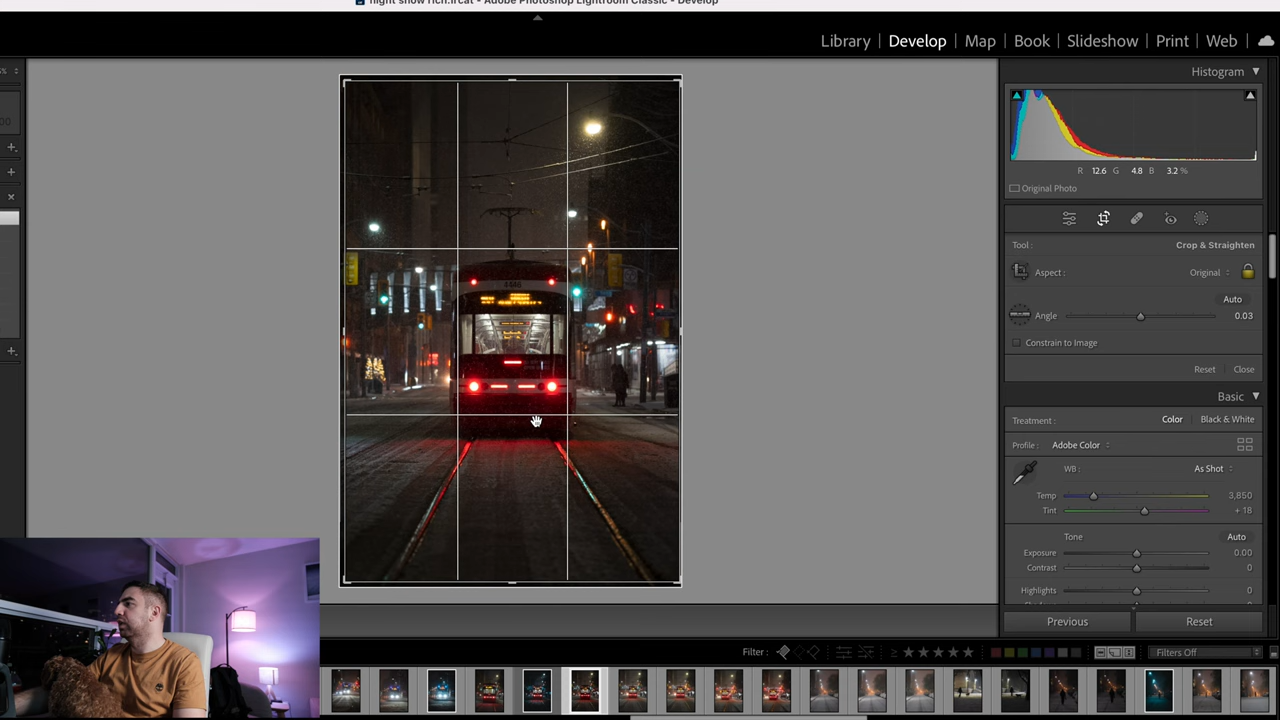 night snow rich.lrcat - Adobe Photoshop Lightroom Classic - Develop
Library | Develop | Map | Book | Slideshow | Print | Web
Histogram
R 12.6 G 4.8 B 3.2 %
Original Photo
Tool : Crop & Straighten
Aspect : Original
Auto
Angle 0.03
Constrain to Image
Reset Close
Basic
Treatment : Color Black & White
Profile : Adobe Color
WB : As Shot
Temp 3,850
Tint + 18
Tone Auto
Exposure 0.00
Contrast 0
Highlights 0
Previous Reset
Filter : Filters Off
4446